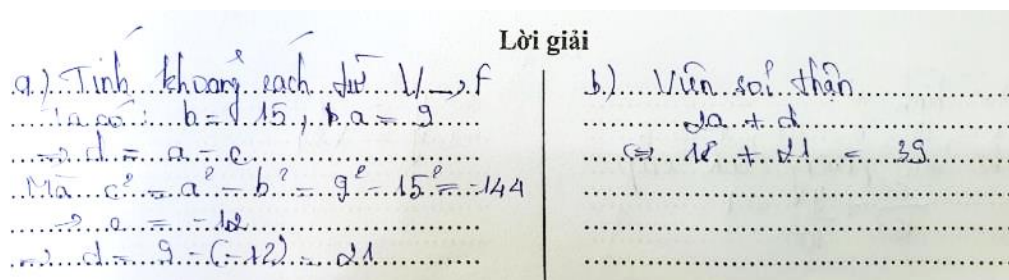 Lời giải
a.) Tính khoảng cách từ V → F
Ta có : b = 15, a = 9
=> d = a - c
Mà c² = a² - b² = 9² - 15² = -144
=> c = -12
=> d = 9 - (-12) = 21
b.) Viên sỏi thận
2a + d
<=> 18 + 21 = 39